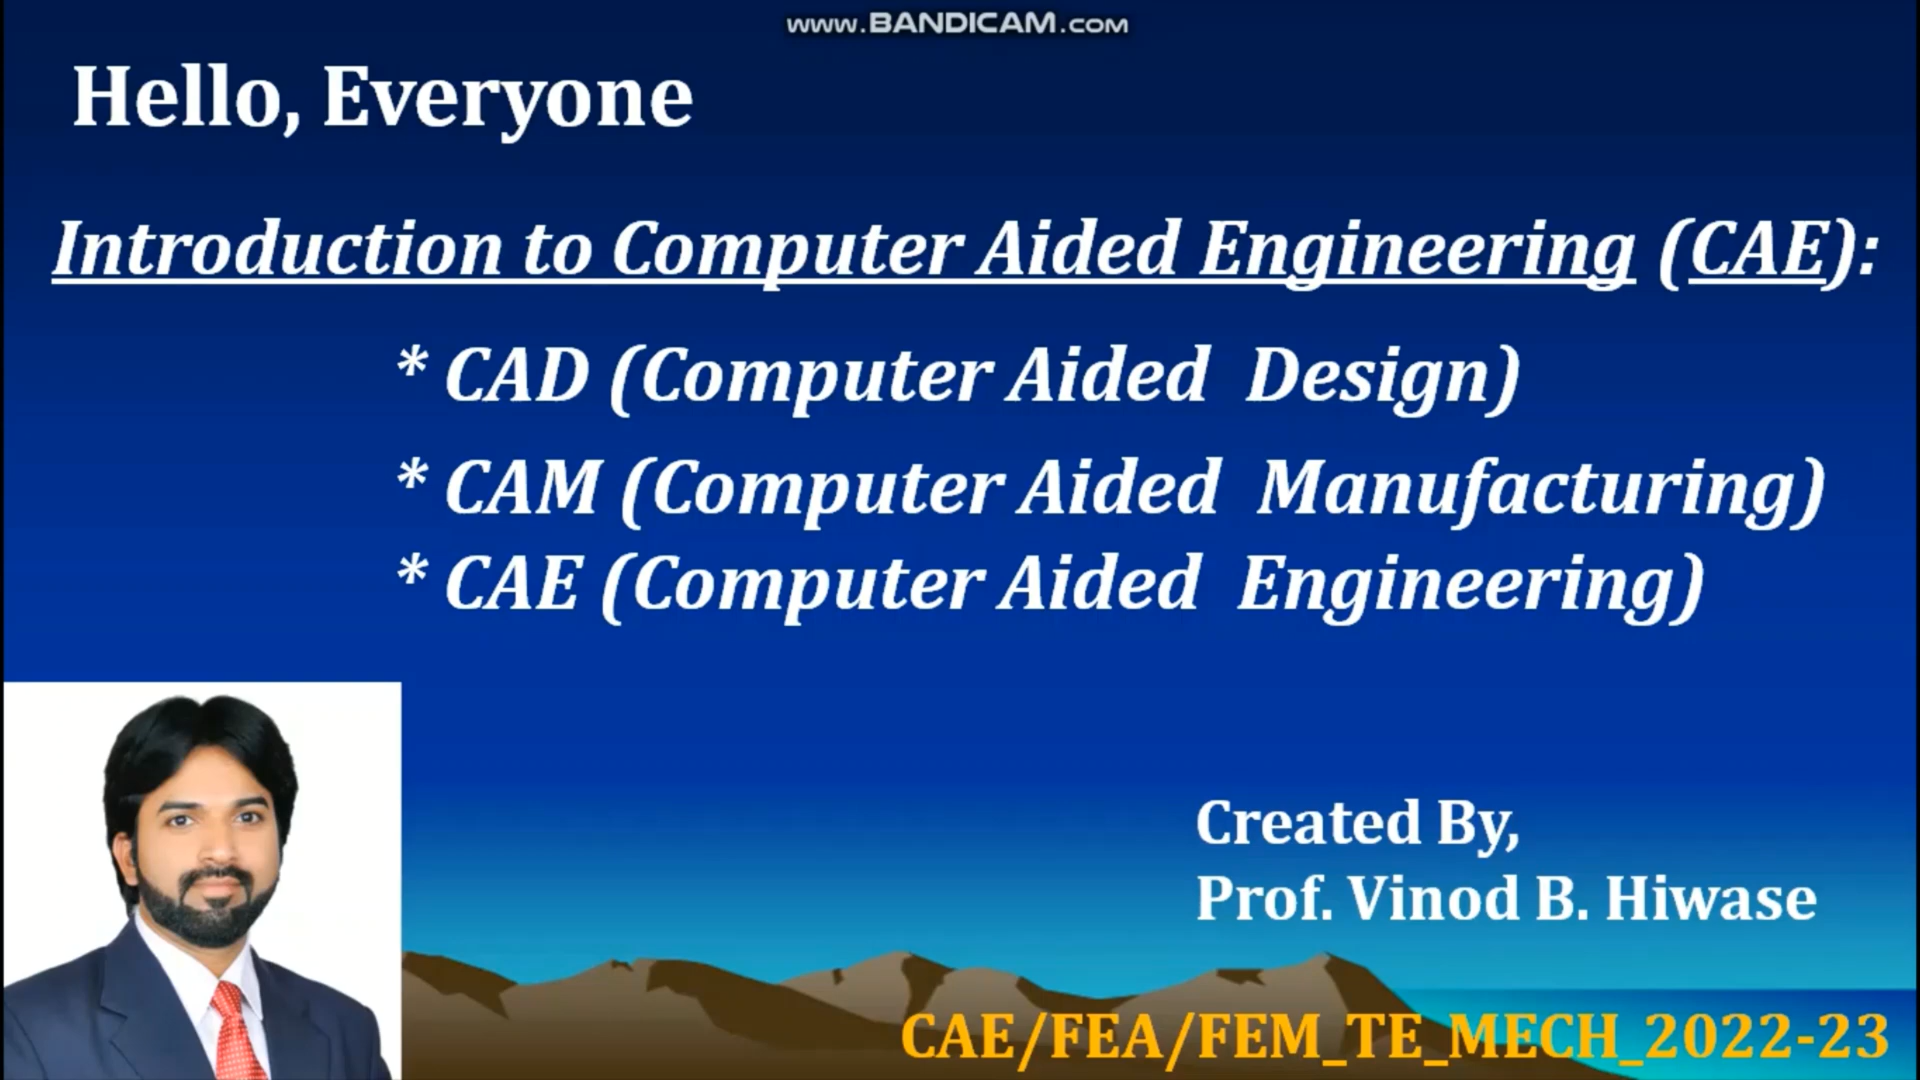 www.BANDICAM.com
Hello, Everyone
Introduction to Computer Aided Engineering (CAE):
* CAD (Computer Aided Design)
* CAM (Computer Aided Manufacturing)
* CAE (Computer Aided Engineering)
Created By,
Prof. Vinod B. Hiwase
CAE/FEA/FEM_TE_MECH_2022-23